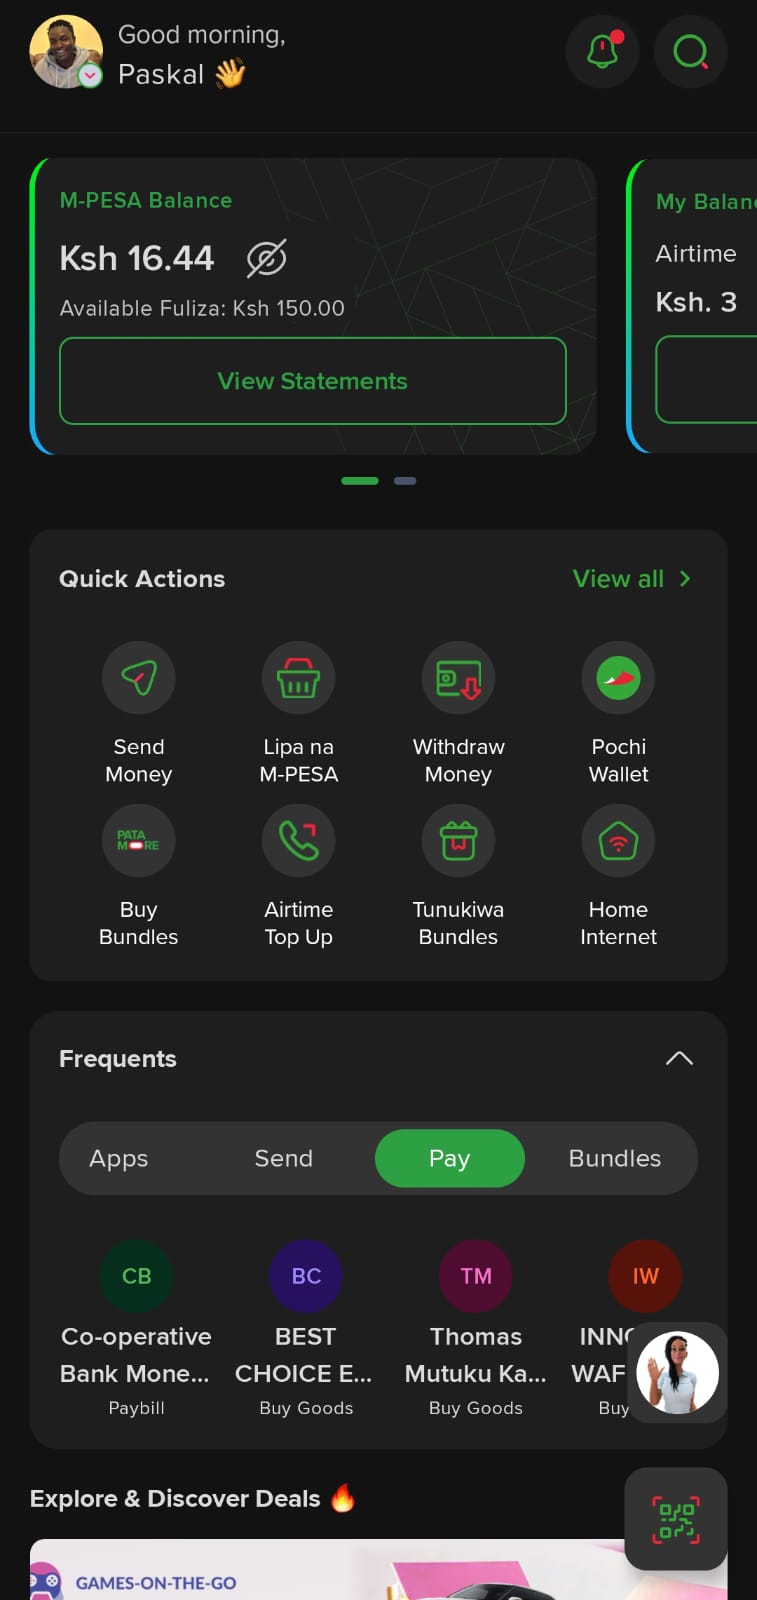 Good morning,
Paskal 👋
M-PESA Balance
Ksh 16.44
Available Fuliza: Ksh 150.00
View Statements
My Balan
Airtime
Ksh. 3
Quick Actions
View all
Send Money
Lipa na M-PESA
Withdraw Money
Pochi Wallet
PATA MORE
Buy Bundles
Airtime Top Up
Tunukiwa Bundles
Home Internet
Frequents
Apps
Send
Pay
Bundles
CB
BC
TM
IW
Co-operative Bank Mone...
BEST CHOICE E...
Thomas Mutuku Ka...
WAF
Paybill
Buy Goods
Buy Goods
Buy
Explore & Discover Deals 🔥
GAMES-ON-THE-GO